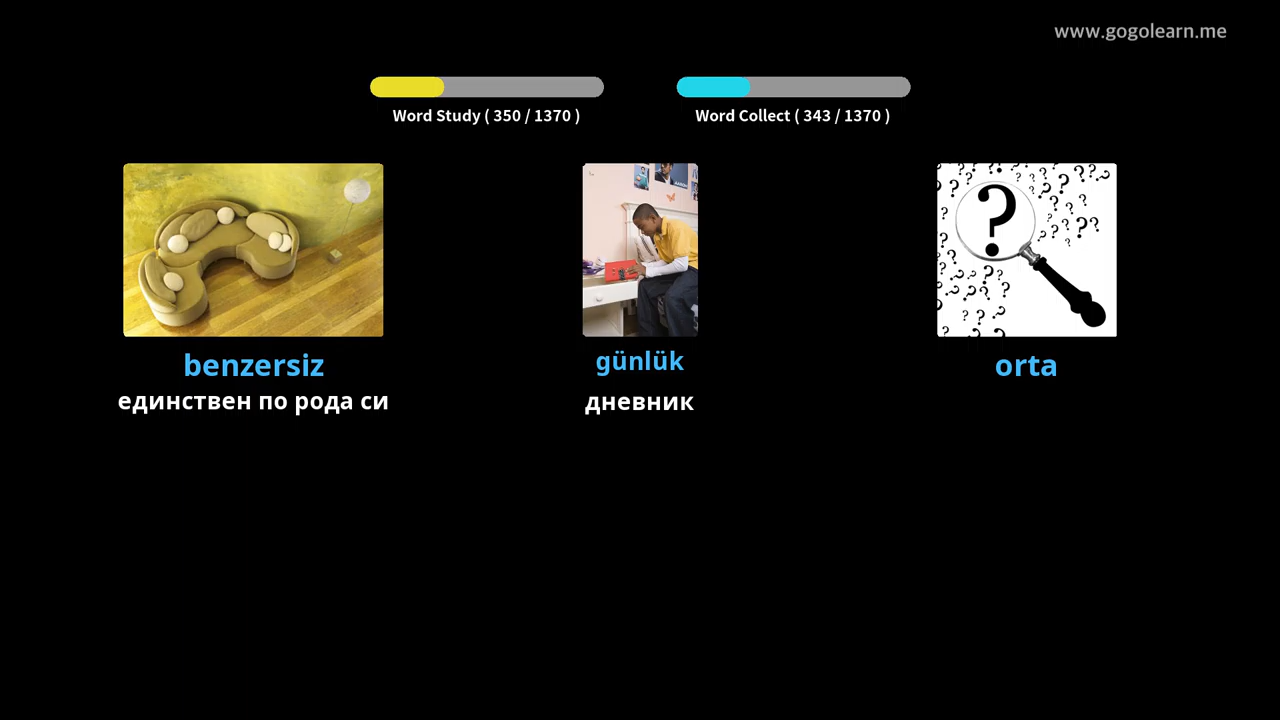 www.gogolearn.me
Word Study ( 350 / 1370 )
Word Collect ( 343 / 1370 )
benzersiz
единствен по рода си
günlük
дневник
orta